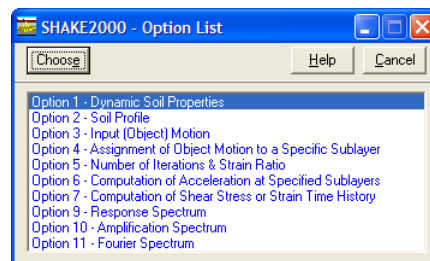 SHAKE2000 - Option List
Choose Help Cancel
Option 1 - Dynamic Soil Properties
Option 2 - Soil Profile
Option 3 - Input (Object) Motion
Option 4 - Assignment of Object Motion to a Specific Sublayer
Option 5 - Number of Iterations & Strain Ratio
Option 6 - Computation of Acceleration at Specified Sublayers
Option 7 - Computation of Shear Stress or Strain Time History
Option 9 - Response Spectrum
Option 10 - Amplification Spectrum
Option 11 - Fourier Spectrum